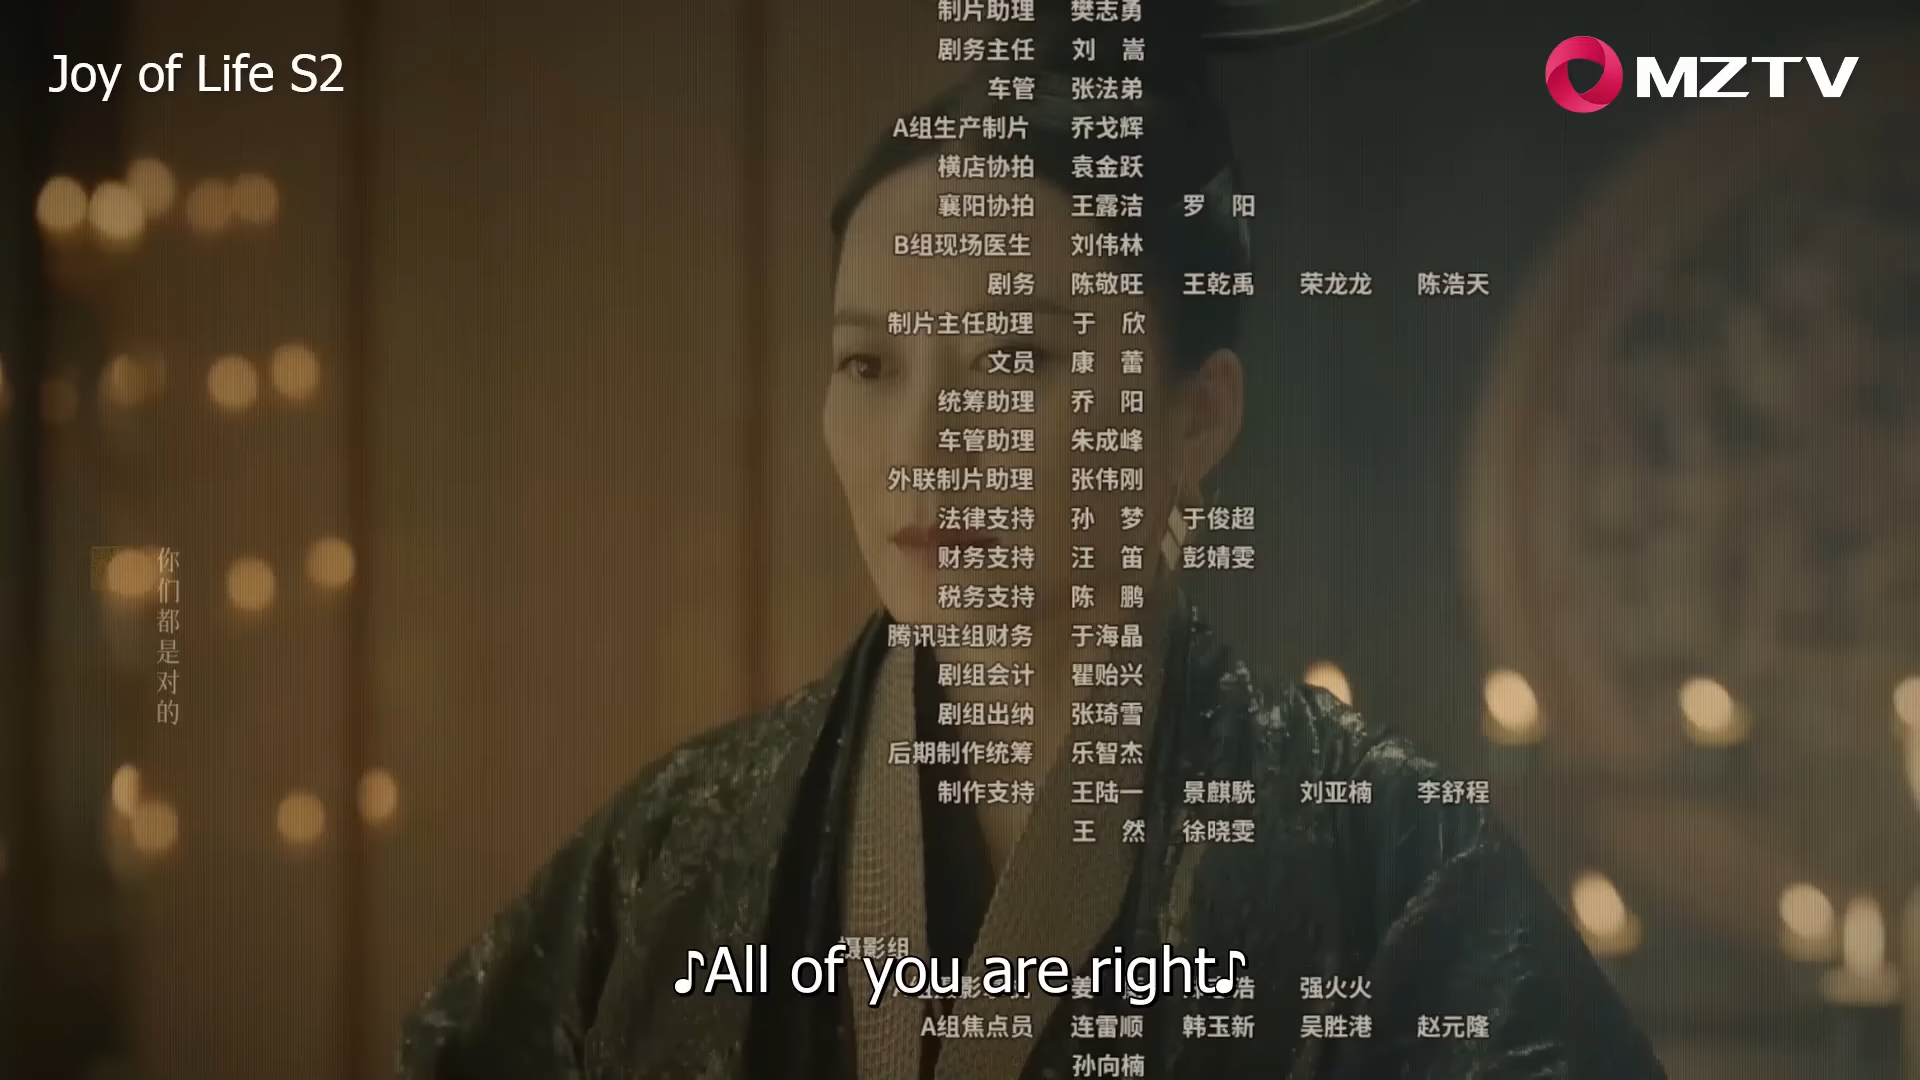 制片助理 樊志勇
Joy of Life S2
MZTV
剧务主任 刘 嵩
车管 张法弟
A组生产制片 乔戈辉
横店协拍 袁金跃
襄阳协拍 王露洁 罗 阳
B组现场医生 刘伟林
剧务 陈敬旺 王乾禹 荣龙龙 陈浩天
制片主任助理 于 欣
文员 康 蕾
统筹助理 乔 阳
车管助理 朱成峰
外联制片助理 张伟刚
法律支持 孙 梦 于俊超
财务支持 汪 笛 彭婧雯
你们都是对的
税务支持 陈 鹏
腾讯驻组财务 于海晶
剧组会计 瞿贻兴
剧组出纳 张琦雪
后期制作统筹 乐智杰
制作支持 王陆一 景麒駪 刘亚楠 李舒程
王 然 徐晓雯
摄影组
♪All of you are right♪
姜 浩 强火火
A组焦点员 连雷顺 韩玉新 吴胜港 赵元隆
孙向楠